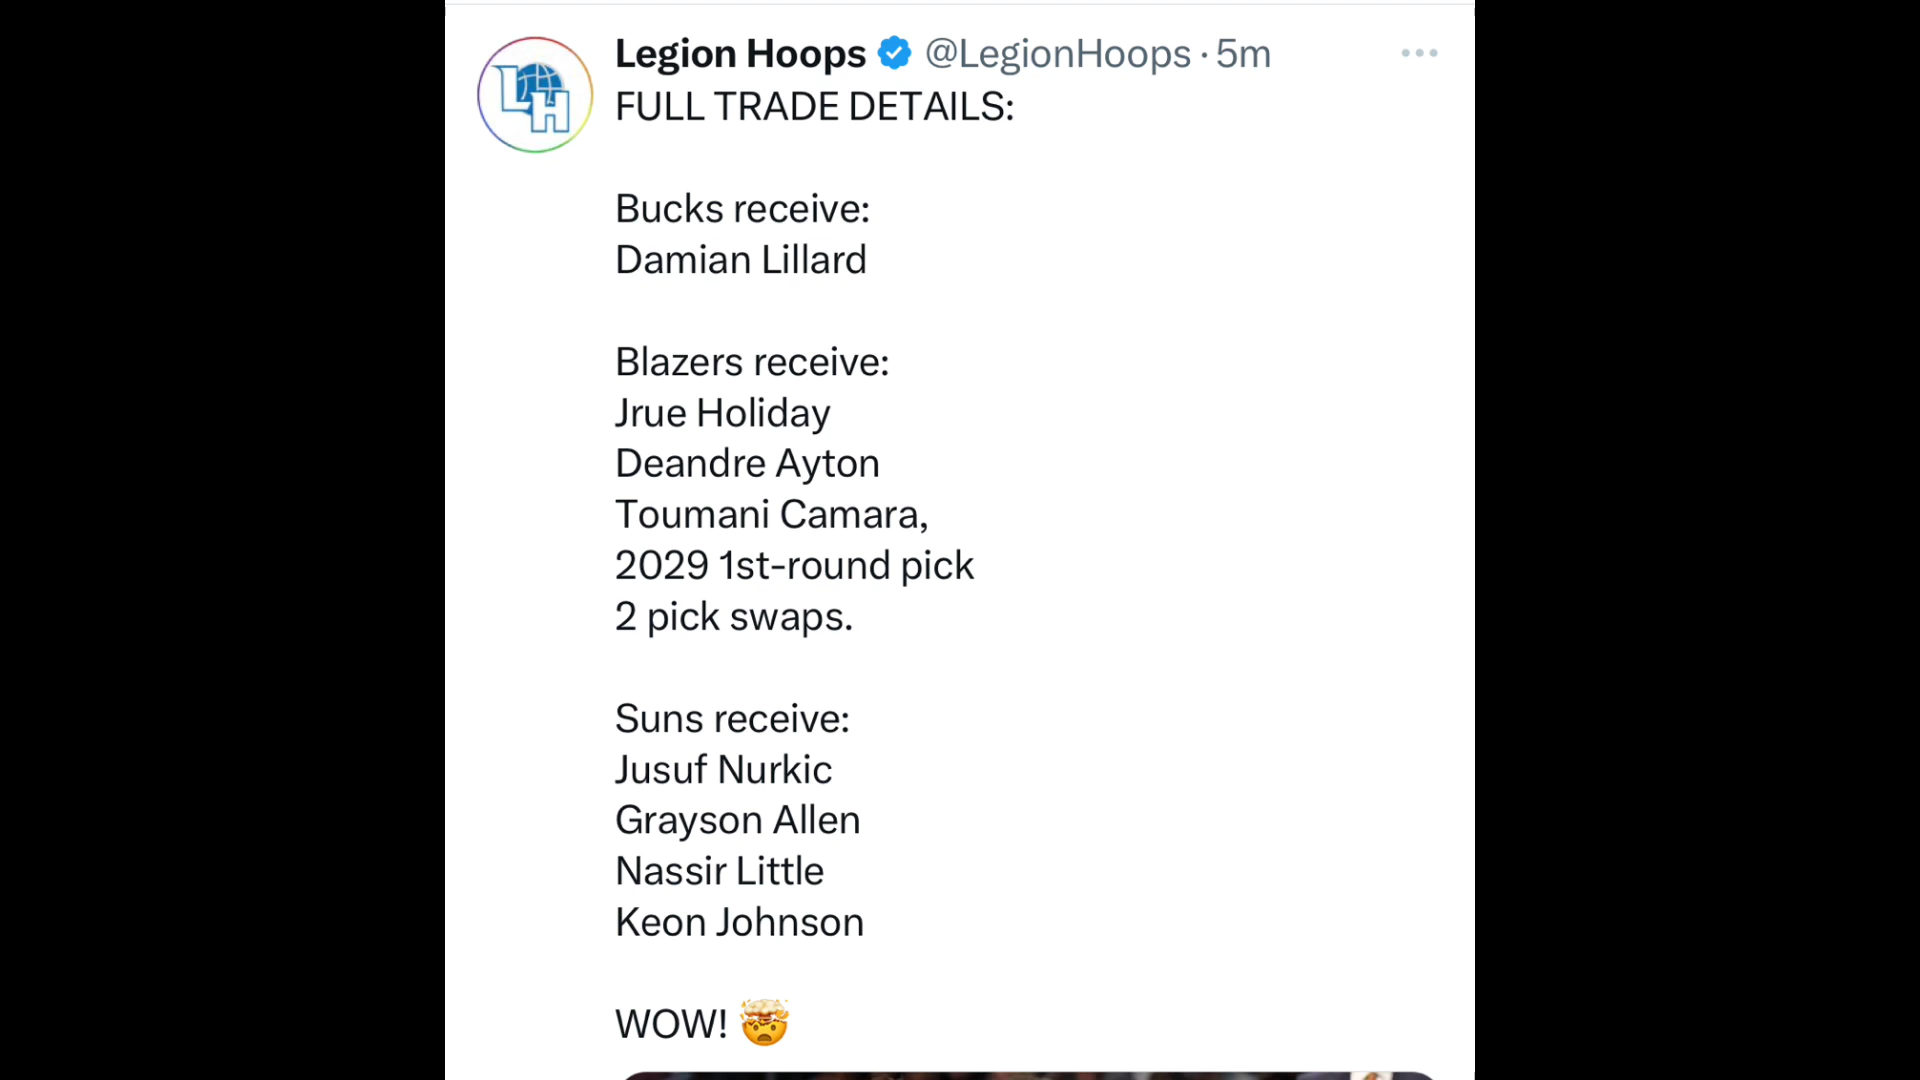 Legion Hoops @LegionHoops · 5m
FULL TRADE DETAILS:
Bucks receive:
Damian Lillard
Blazers receive:
Jrue Holiday
Deandre Ayton
Toumani Camara,
2029 1st-round pick
2 pick swaps.
Suns receive:
Jusuf Nurkic
Grayson Allen
Nassir Little
Keon Johnson
WOW! 🤯
LH